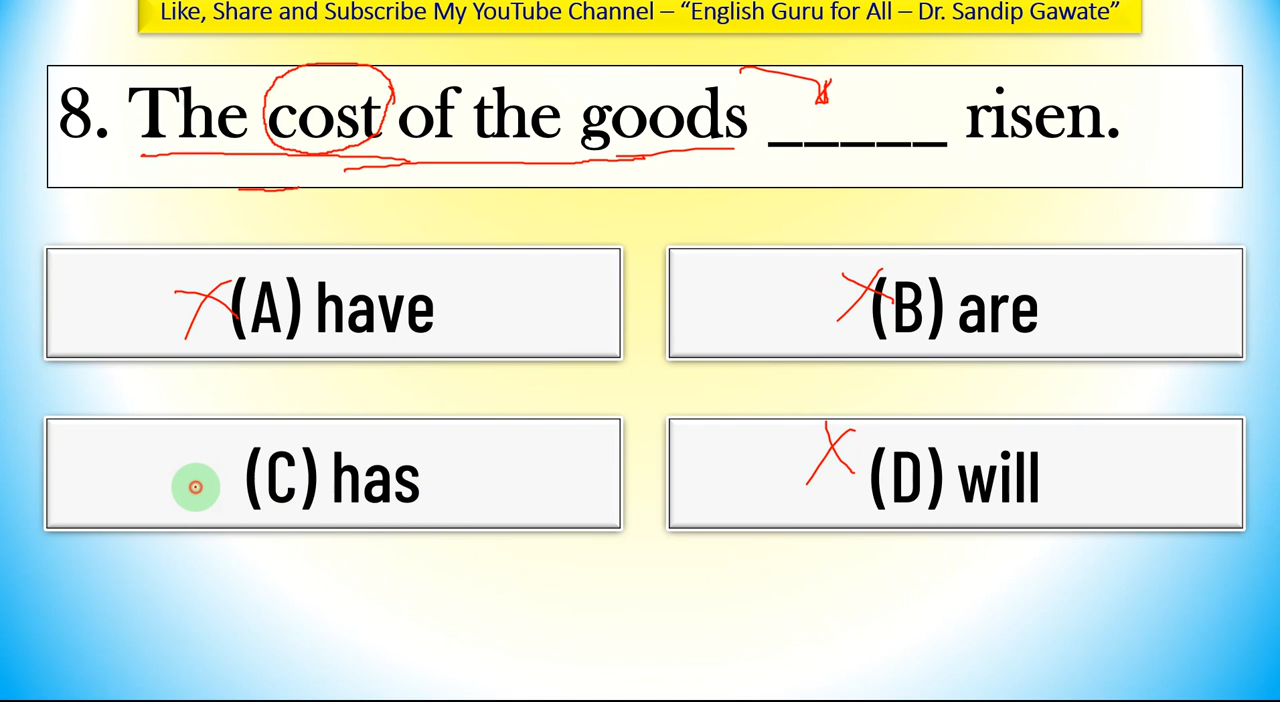 Like, Share and Subscribe My YouTube Channel – “English Guru for All – Dr. Sandip Gawate”
8. The cost of the goods _____ risen.
(A) have
(B) are
(C) has
(D) will